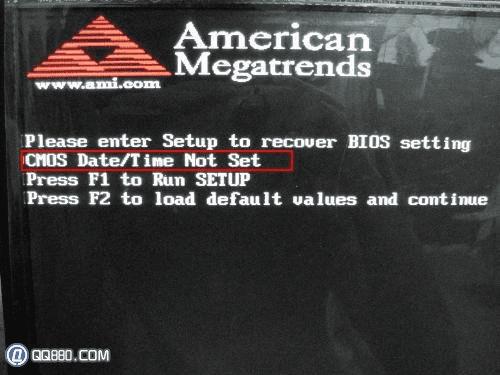 American
Megatrends
www.ami.com
Please enter Setup to recover BIOS setting
CMOS Date/Time Not Set
Press F1 to Run SETUP
Press F2 to load default values and continue
@ QQ880.COM